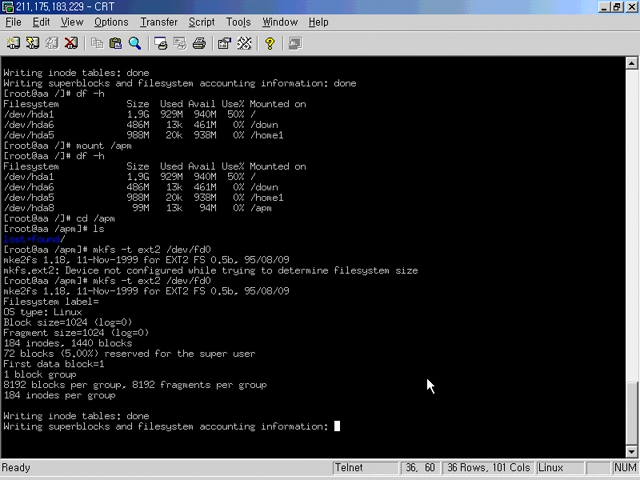 211,175,183,229 - CRT
File Edit View Options Transfer Script Tools Window Help
Writing inode tables: done
Writing superblocks and filesystem accounting information: done
[root@aa /]# df -h
Filesystem Size Used Avail Use% Mounted on
/dev/hda1 1.9G 929M 940M 50% /
/dev/hda6 486M 13k 461M 0% /down
/dev/hda5 988M 20k 938M 0% /home1
[root@aa /]# mount /apm
[root@aa /]# df -h
Filesystem Size Used Avail Use% Mounted on
/dev/hda1 1.9G 929M 940M 50% /
/dev/hda6 486M 13k 461M 0% /down
/dev/hda5 988M 20k 938M 0% /home1
/dev/hda8 99M 13k 94M 0% /apm
[root@aa /]# cd /apm
[root@aa /apm]# ls
lost+found/
[root@aa /apm]# mkfs -t ext2 /dev/fd0
mke2fs 1.18, 11-Nov-1999 for EXT2 FS 0.5b, 95/08/09
mkfs.ext2: Device not configured while trying to determine filesystem size
[root@aa /apm]# mkfs -t ext2 /dev/fd0
mke2fs 1.18, 11-Nov-1999 for EXT2 FS 0.5b, 95/08/09
Filesystem label=
OS type: Linux
Block size=1024 (log=0)
Fragment size=1024 (log=0)
184 inodes, 1440 blocks
72 blocks (5.00%) reserved for the super user
First data block=1
1 block group
8192 blocks per group, 8192 fragments per group
184 inodes per group
Writing inode tables: done
Writing superblocks and filesystem accounting information:
Ready Telnet 36, 60 36 Rows, 101 Cols Linux NUM